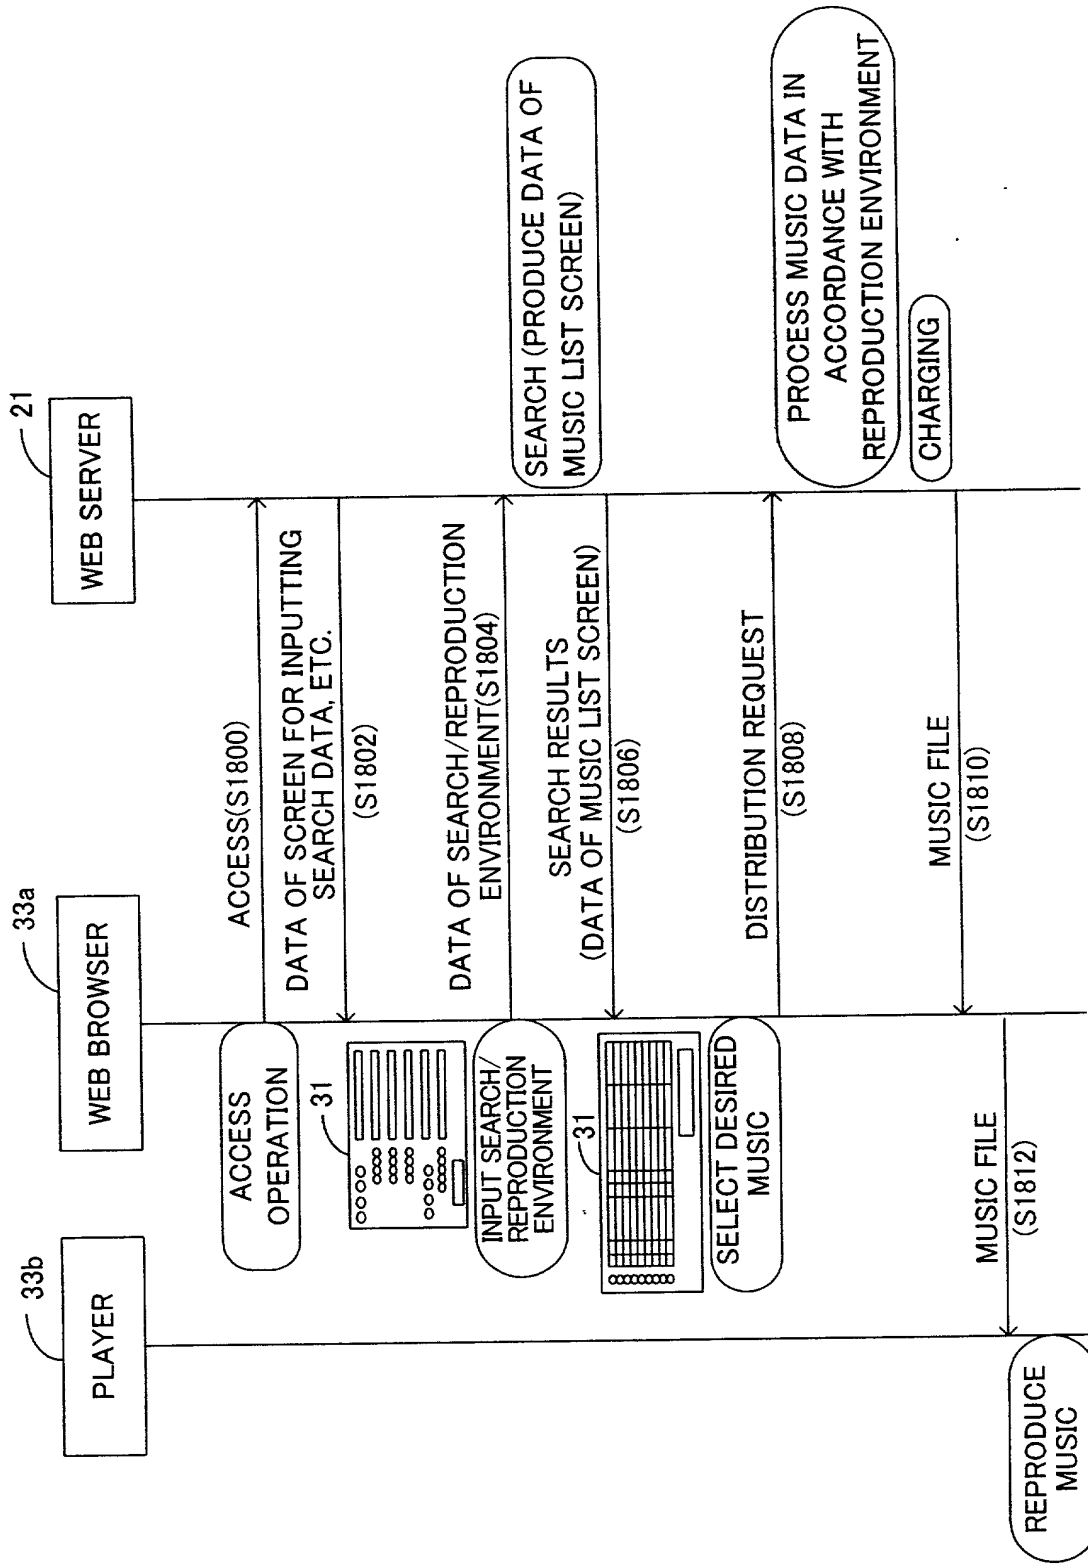 33b
PLAYER
33a
WEB BROWSER
21
WEB SERVER
ACCESS
OPERATION
ACCESS(S1800)
31
DATA OF SCREEN FOR INPUTTING
SEARCH DATA, ETC.
(S1802)
INPUT SEARCH/
REPRODUCTION
ENVIRONMENT
DATA OF SEARCH/REPRODUCTION
ENVIRONMENT(S1804)
SEARCH (PRODUCE DATA OF
MUSIC LIST SCREEN)
31
SEARCH RESULTS
(DATA OF MUSIC LIST SCREEN)
(S1806)
SELECT DESIRED
MUSIC
DISTRIBUTION REQUEST
(S1808)
PROCESS MUSIC DATA IN
ACCORDANCE WITH
REPRODUCTION ENVIRONMENT
CHARGING
MUSIC FILE
(S1810)
MUSIC FILE
(S1812)
REPRODUCE
MUSIC